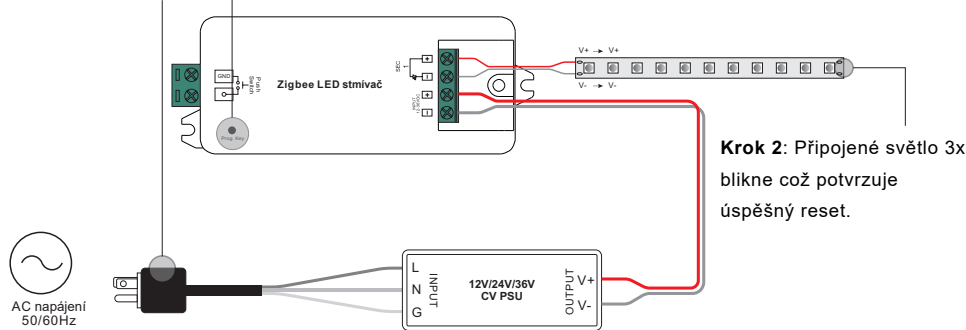 V+ → V+
V- → V-
SEC
GND
Push
Switch
Prog. Key
Zigbee LED stmívač
Krok 2: Připojené světlo 3x
blikne což potvrzuje
úspěšný reset.
AC napájení
50/60Hz
L
N
G
INPUT
12V/24V/36V
CV PSU
OUTPUT
V+
V-